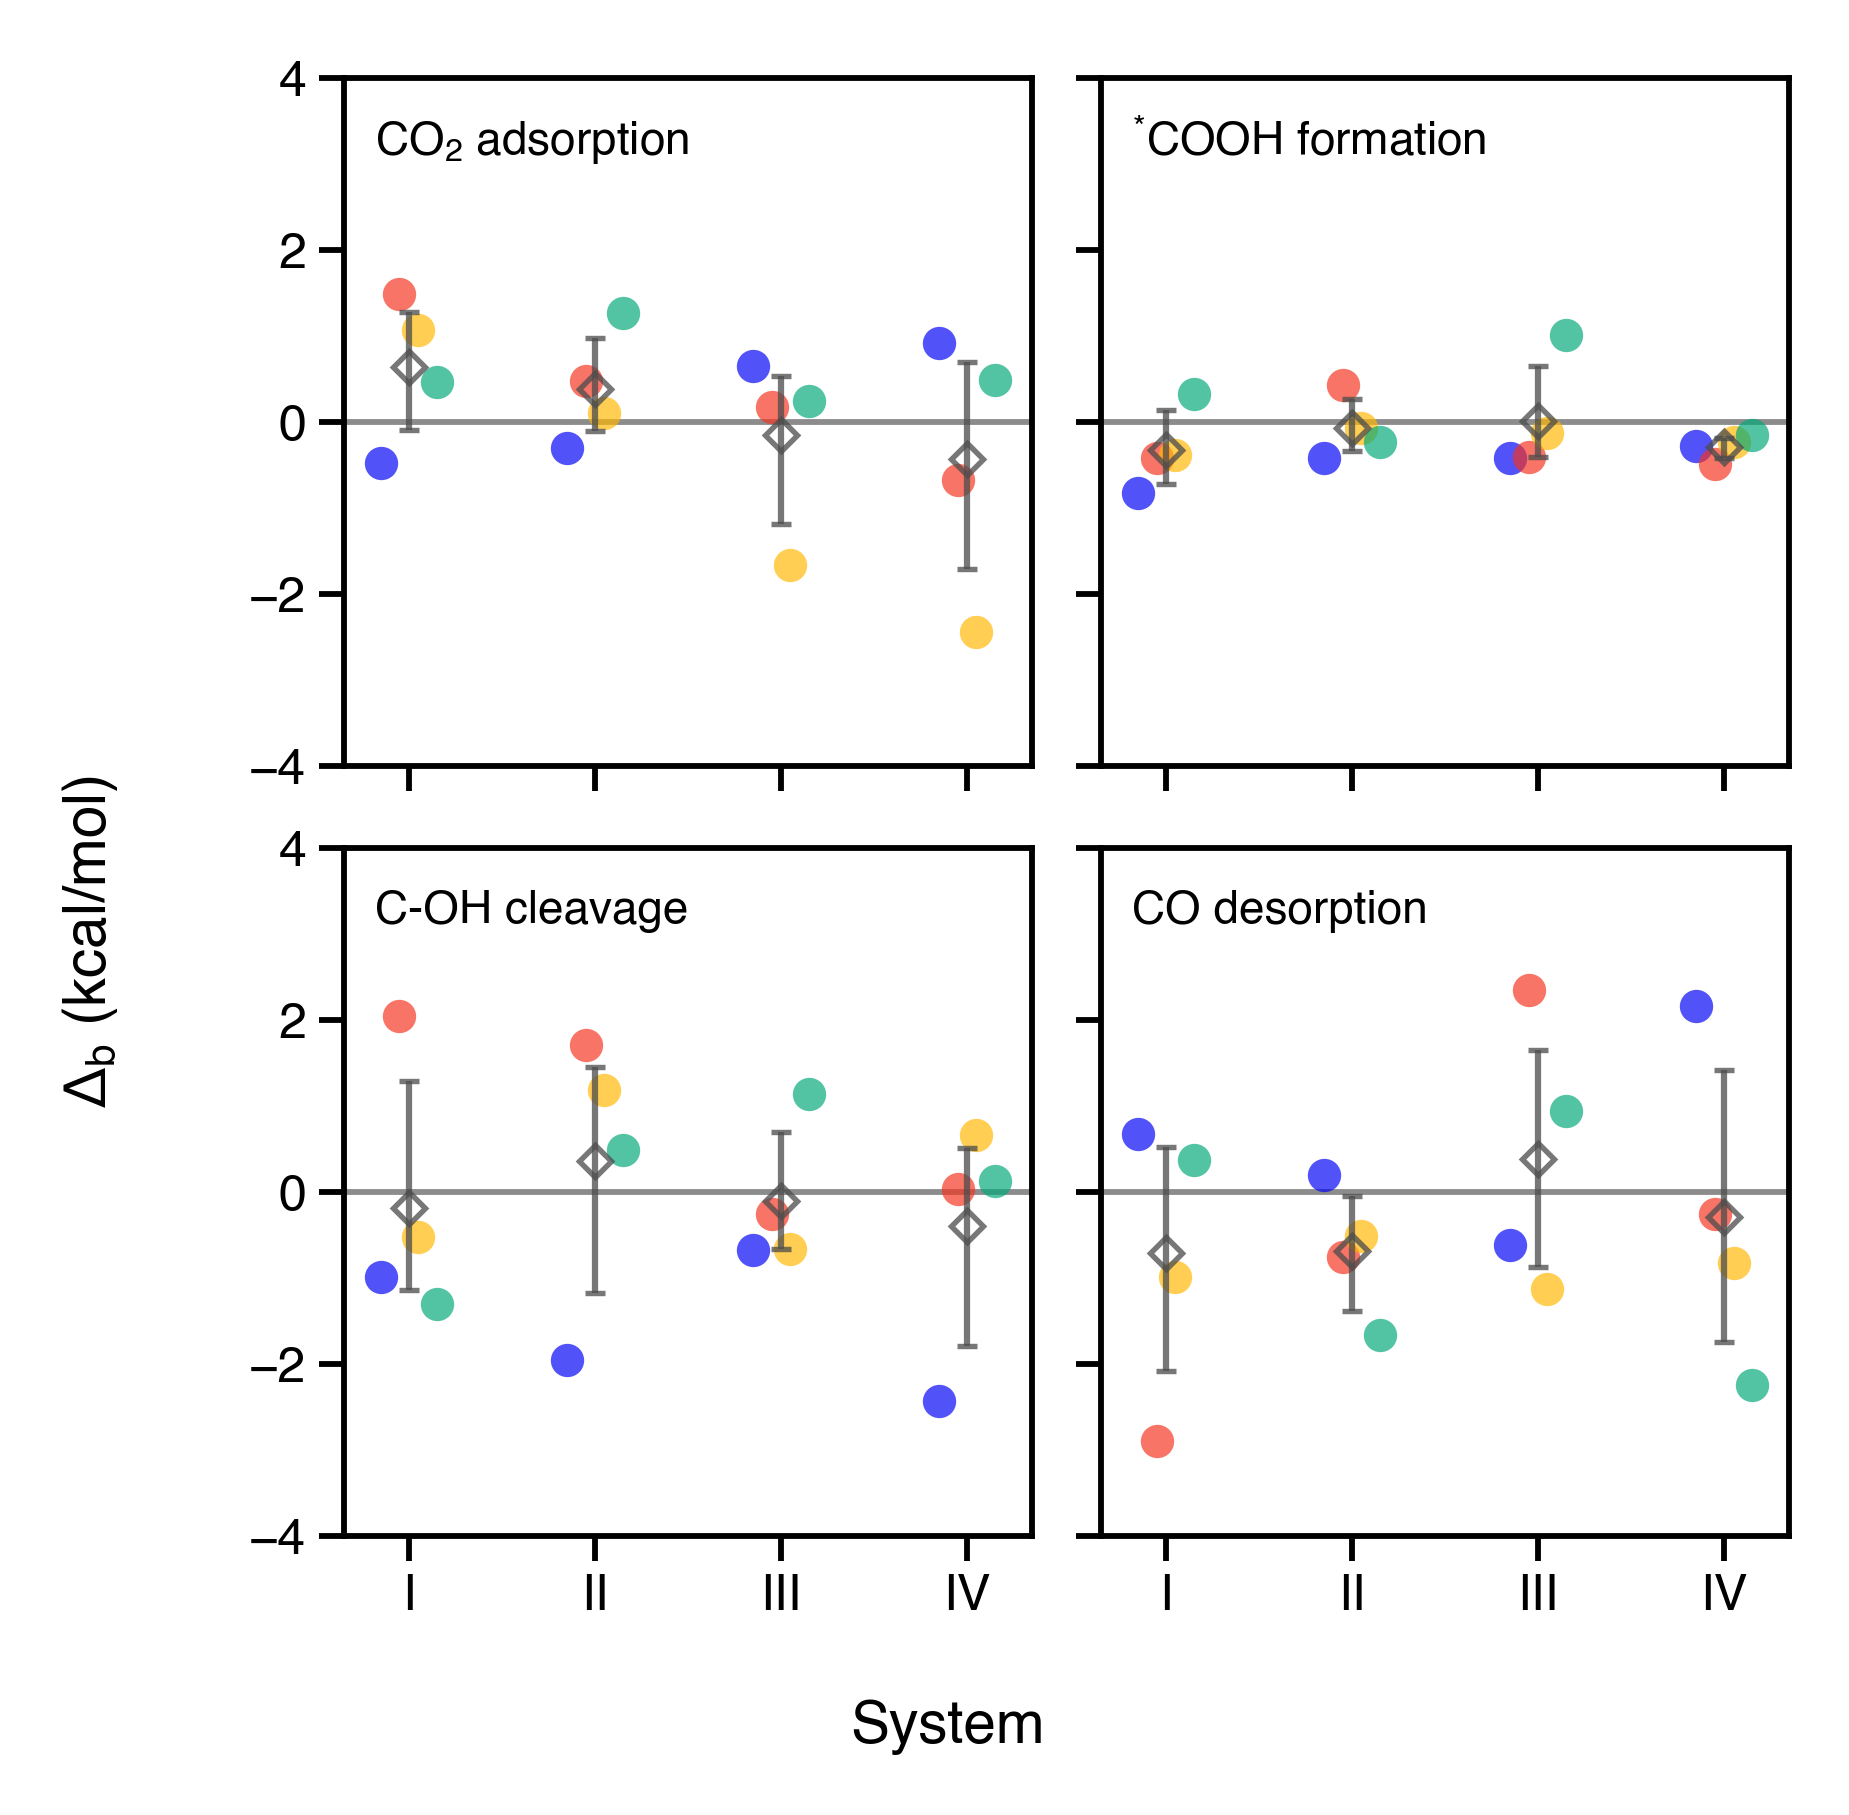 4
CO₂ adsorption
*COOH formation
2
0
−2
−4
4
C-OH cleavage
CO desorption
2
0
−2
−4
Δb (kcal/mol)
I II III IV
I II III IV
System